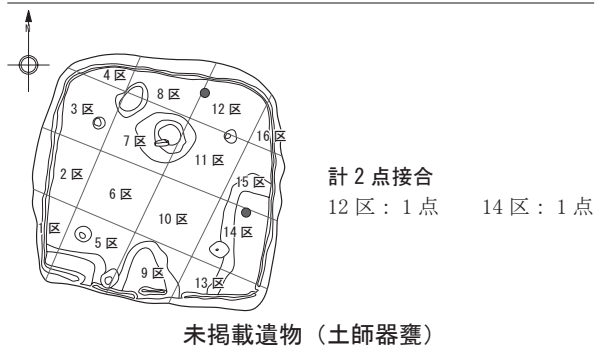 N
4区
8区
3区
12区
7区
16区
11区
2区
15区
6区
10区
1区
14区
5区
9区
13区
計2点接合
12区：1点　14区：1点
未掲載遺物（土師器甕）